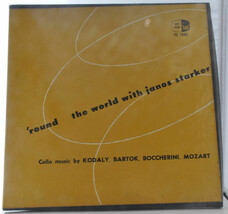 'round the world with janos starker
Cello music by KODALY, BARTOK, BOCCHERINI, MOZART